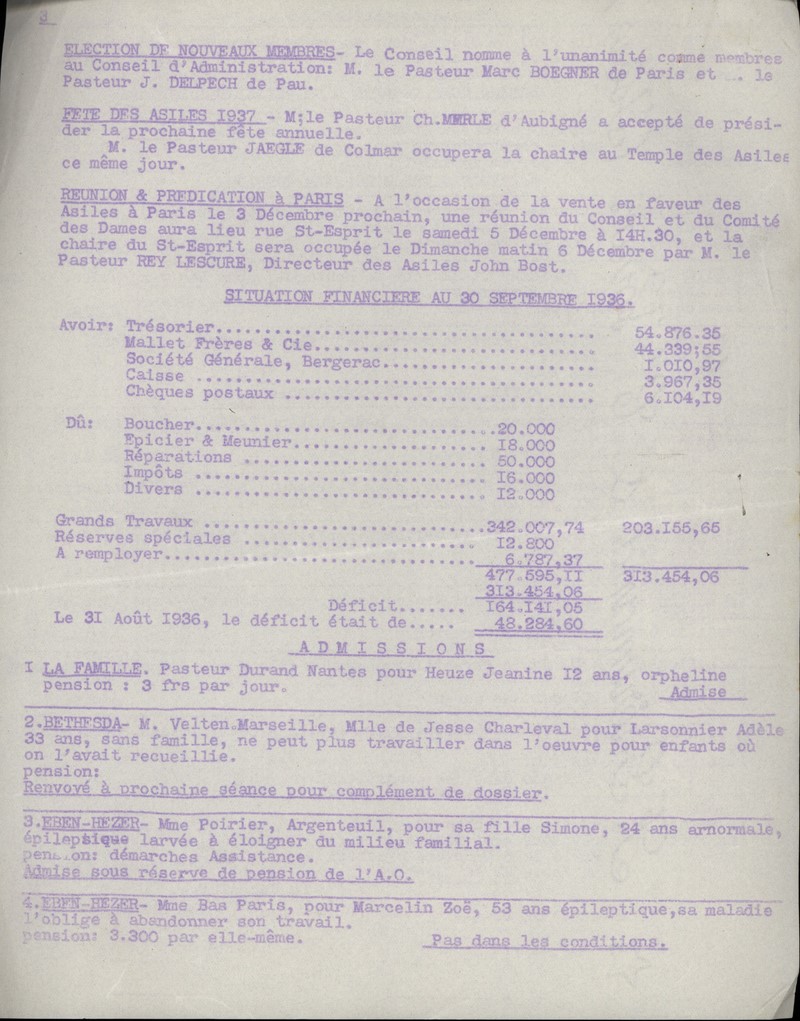 3
ELECTION DE NOUVEAUX MEMBRES- Le Conseil nomme à l'unanimité comme membres
au Conseil d'Administration: M. le Pasteur Marc BOEGNER de Paris et . le
Pasteur J. DELPECH de Pau.
FETE DES ASILES 1937 - M;le Pasteur Ch.MERLE d'Aubigné a accepté de prési-
der la prochaine fête annuelle.
M. le Pasteur JAEGLE de Colmar occupera la chaire au Temple des Asiles
ce même jour.
REUNION & PREDICATION à PARIS - A l'occasion de la vente en faveur des
Asiles à Paris le 3 Décembre prochain, une réunion du Conseil et du Comité
des Dames aura lieu rue St-Esprit le samedi 5 Décembre à I4H.30, et la
chaire du St-Esprit sera occupée le Dimanche matin 6 Décembre par M. le
Pasteur REY LESCURE, Directeur des Asiles John Bost.
SITUATION FINANCIERE AU 30 SEPTEMBRE I936.
Avoir: Trésorier........................................ 54.876.35
Mallet Frères & Cie.............................. 44.339;55
Société Générale, Bergerac....................... I.0I0,97
Caisse .......................................... 3.967,35
Chèques postaux ................................. 6.I04,I9
Dû: Boucher................................20.000
Epicier & Meunier..................... I8.000
Réparations .......................... 50.000
Impôts ............................... I6.000
Divers ............................... I2.000
Grands Travaux ..............................342.007,74 203.I55,65
Réserves spéciales ......................... I2.800
A remployer................................. 6.787,37
477.595,II 3I3.454,06
3I3.454,06
Déficit....... I64.I4I,05
Le 3I Août I936, le déficit était de..... 48.284.60
A D M I S S I O N S
I LA FAMILLE. Pasteur Durand Nantes pour Heuze Jeanine I2 ans, orpheline
pension : 3 frs par jour.
Admise
2.BETHESDA- M. Velten.Marseille, Mlle de Jesse Charleval pour Larsonnier Adèle
33 ans, sans famille, ne peut plus travailler dans l'oeuvre pour enfants où
on l'avait recueillie.
pension:
Renvoyé à prochaine séance pour complément de dossier.
3.EBEN-HEZER- Mme Poirier, Argenteuil, pour sa fille Simone, 24 ans arnormale,
épileptique larvée à éloigner du milieu familial.
pension: démarches Assistance.
Admise sous réserve de pension de l'A.O.
4.EBEN-HEZER- Mme Bas Paris, pour Marcelin Zoë, 53 ans épileptique,sa maladie
l'oblige à abandonner son travail.
pension: 3.300 par elle-même.
Pas dans les conditions.